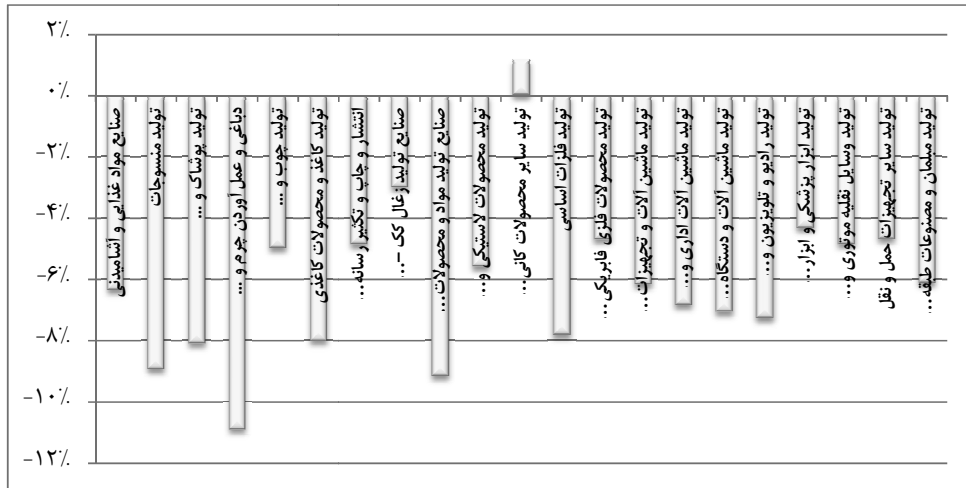 ۲٪
۰٪
-۲٪
-۴٪
-۶٪
-۸٪
-۱۰٪
-۱۲٪
صنایع مواد غذایی و آشامیدنی
تولید منسوجات
تولید پوشاک و ...
دباغی و عمل آوردن چرم و ...
تولید چوب و ...
تولید کاغذ و محصولات کاغذی
انتشار و چاپ و تکثیر رسانه...
صنایع تولید زغال کک -...
صنایع تولید مواد و محصولات...
تولید محصولات لاستیکی و...
تولید سایر محصولات کانی...
تولید فلزات اساسی
تولید محصولات فلزی فابریکی...
تولید ماشین آلات و تجهیزات...
تولید ماشین آلات اداری و...
تولید ماشین آلات و دستگاه...
تولید رادیو و تلویزیون و...
تولید ابزار پزشکی و ابزار...
تولید وسایل نقلیه موتوری و...
تولید سایر تجهیزات حمل و نقل
تولید مبلمان و مصنوعات طبقه...